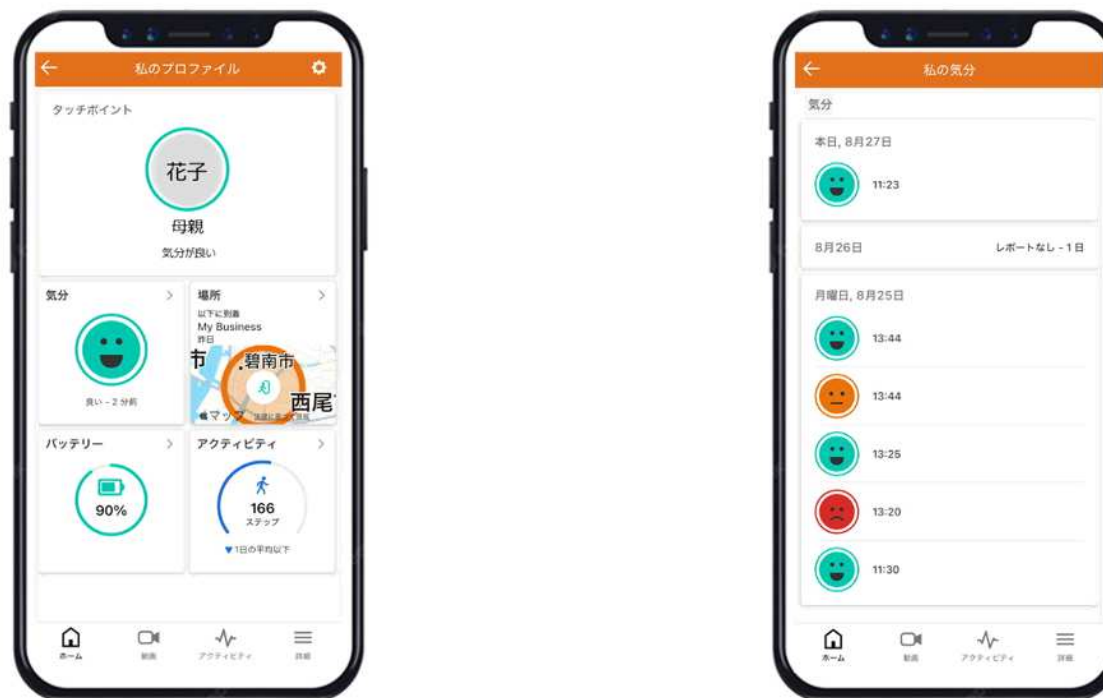 私のプロファイル
タッチポイント
花子
母親
気分が良い
気分
良い - 2 分前
場所
以下に到着
My Business
昨日
市
碧南市
西尾
マップ
バッテリー
90%
アクティビティ
166
ステップ
▼1日の平均以下
ホーム
動画
アクティビティ
詳細
私の気分
気分
本日, 8月27日
11:23
8月26日
レポートなし - 1 日
月曜日, 8月25日
13:44
13:44
13:25
13:20
11:30
ホーム
動画
アクティビティ
詳細